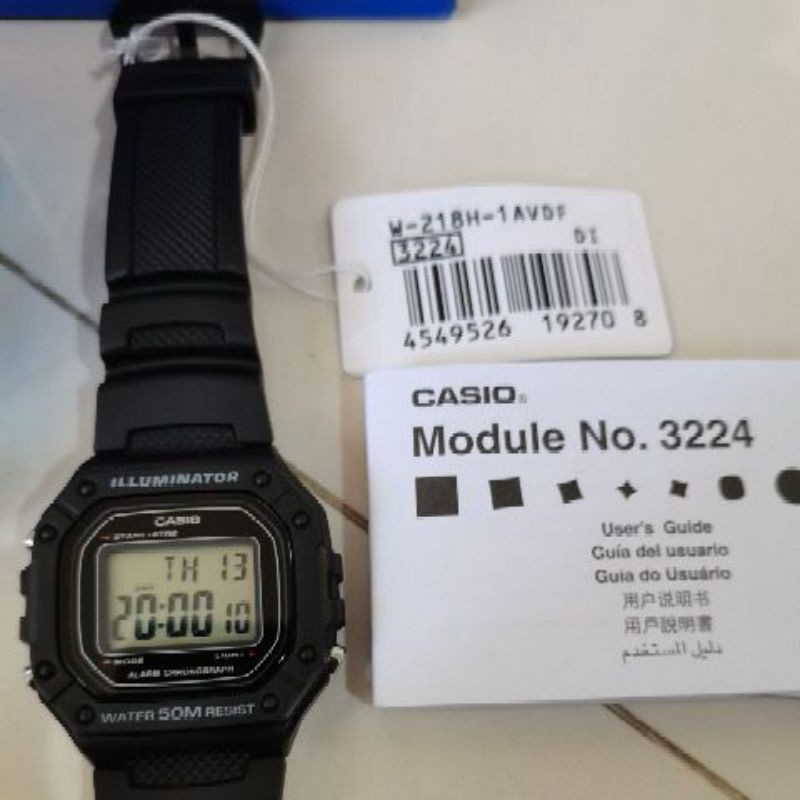 W-218H-1AVDF
3224
DI
4549526 19270 8
CASIO®
Module No. 3224
User's Guide
Guía del usuario
Guia do Usuário
用户说明书
用戶說明書
دليل المستخدم
ILLUMINATOR
CASIO
TH 13
20:00 10
MODE
ALARM CHRONOGRAPH
WATER 50M RESIST